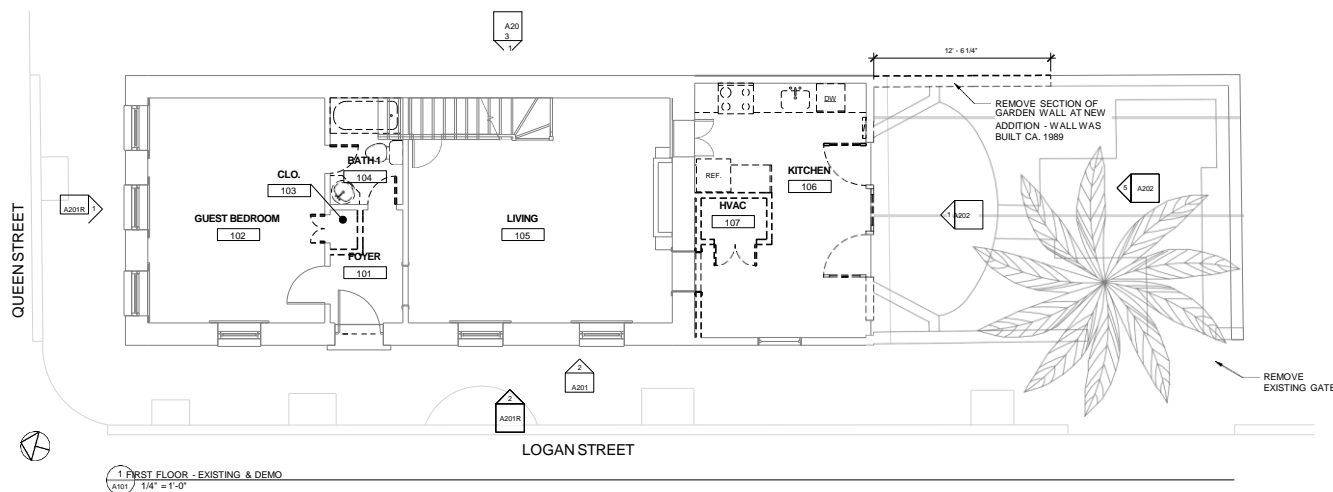 A20
3
1
12' - 6 1/4"
REMOVE SECTION OF
GARDEN WALL AT NEW
ADDITION - WALL WAS
BUILT CA. 1989
DW
BATH 1
104
CLO.
103
REF.
KITCHEN
106
5
A202
A201R
1
GUEST BEDROOM
102
LIVING
105
HVAC
107
1
A202
FOYER
101
QUEEN STREET
2
A201
REMOVE
EXISTING GATE
2
A201R
LOGAN STREET
1
FIRST FLOOR - EXISTING & DEMO
A101
1/4" = 1'-0"